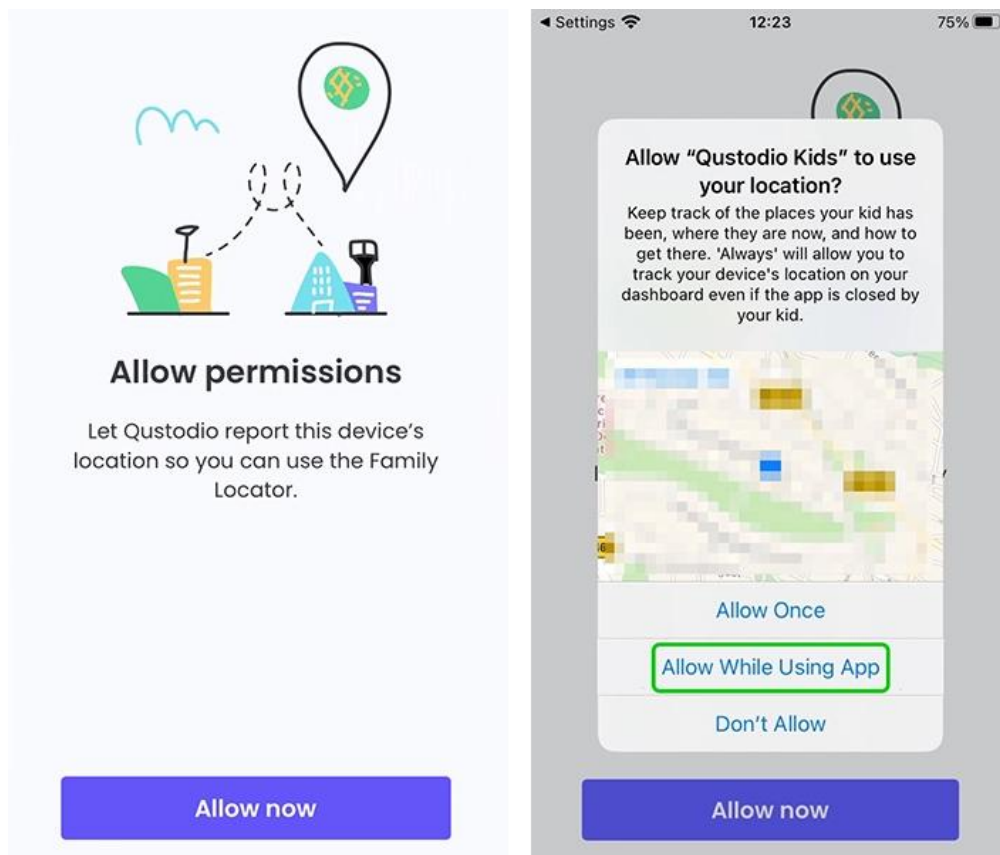 Allow permissions
Let Qustodio report this device's
location so you can use the Family
Locator.
Allow now
◀ Settings
12:23
75%
Allow “Qustodio Kids” to use
your location?
Keep track of the places your kid has
been, where they are now, and how to
get there. 'Always' will allow you to
track your device's location on your
dashboard even if the app is closed by
your kid.
Allow Once
Allow While Using App
Don't Allow
Allow now